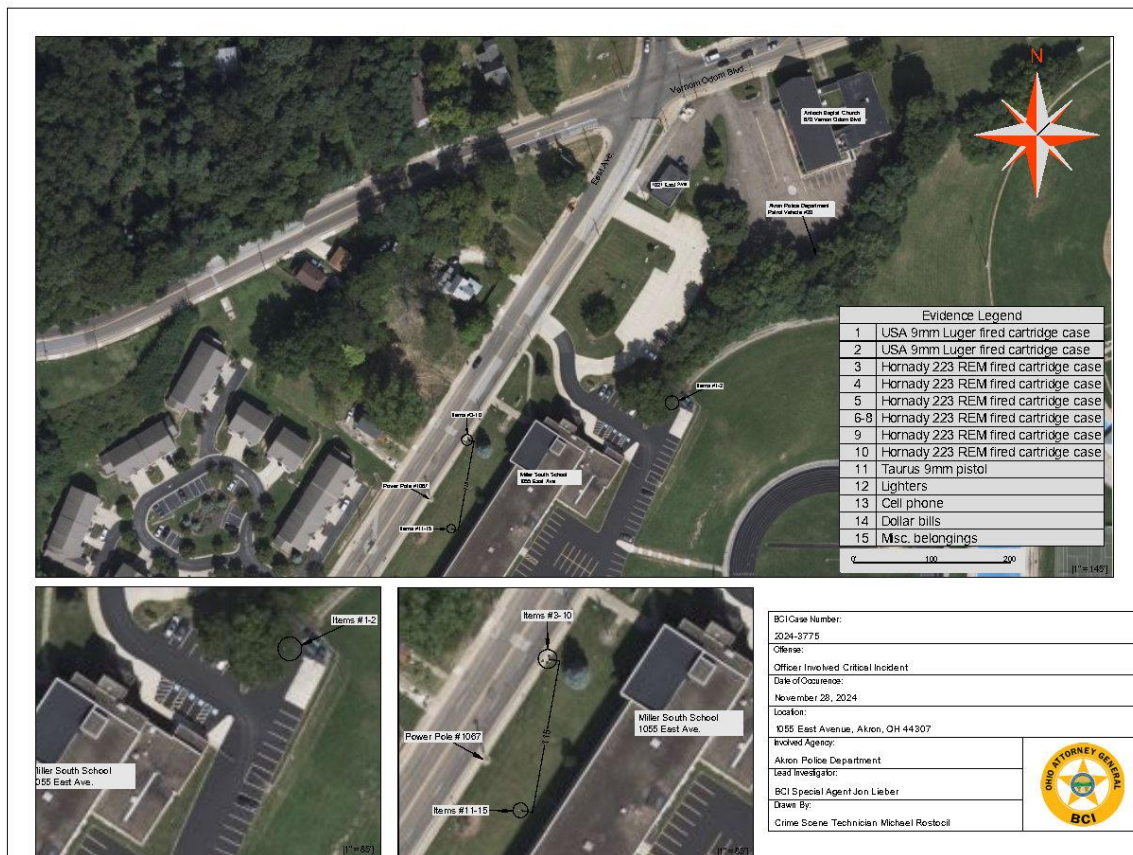 N
Vernom Odom Blvd.
East Ave.
Antioch Baptist Church
670 Vernon Odom Blvd
1021 East Ave
Akron Police Department
Patrol Vehicle
Items #1-2
Items #3-10
Miller South School
1055 East Ave
Power Pole #1067
Items #11-15
Evidence Legend
1 USA 9mm Luger fired cartridge case
2 USA 9mm Luger fired cartridge case
3 Hornady 223 REM fired cartridge case
4 Hornady 223 REM fired cartridge case
5 Hornady 223 REM fired cartridge case
6-8 Hornady 223 REM fired cartridge case
9 Hornady 223 REM fired cartridge case
10 Hornady 223 REM fired cartridge case
11 Taurus 9mm pistol
12 Lighters
13 Cell phone
14 Dollar bills
15 Misc. belongings
0' 100 200
Items #1-2
Miller South School
1055 East Ave.
[1" = 85']
Items #3-10
Miller South School
1055 East Ave.
Power Pole #1067
Items #11-15
BCI Case Number:
2024-3775
Offense:
Officer Involved Critical Incident
Date of Occurence:
November 28, 2024
Location:
1055 East Avenue, Akron, OH 44307
Involved Agency:
Akron Police Department
Lead Investigator:
BCI Special Agent Jon Lieber
Drawn By:
Crime Scene Technician Michael Rostocil
OHIO ATTORNEY GENERAL
BCI